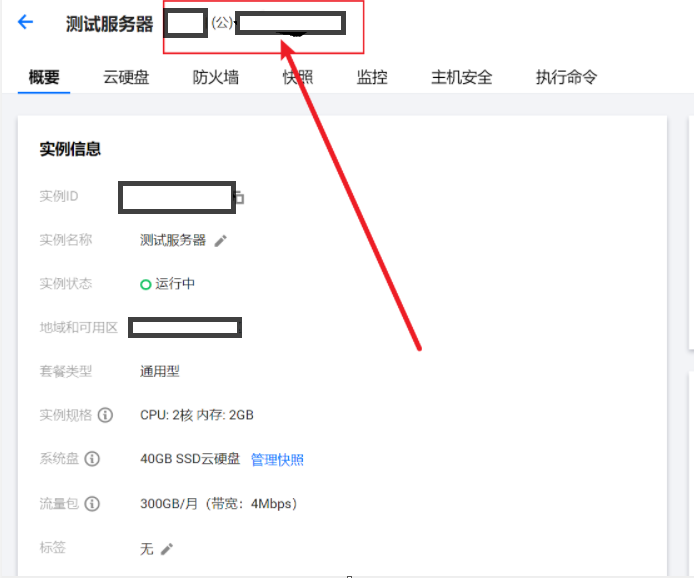 测试服务器 (公)
概要 云硬盘 防火墙 快照 监控 主机安全 执行命令
实例信息
实例ID
实例名称 测试服务器
实例状态 运行中
地域和可用区
套餐类型 通用型
实例规格 CPU: 2核 内存: 2GB
系统盘 40GB SSD云硬盘 管理快照
流量包 300GB/月（带宽：4Mbps）
标签 无